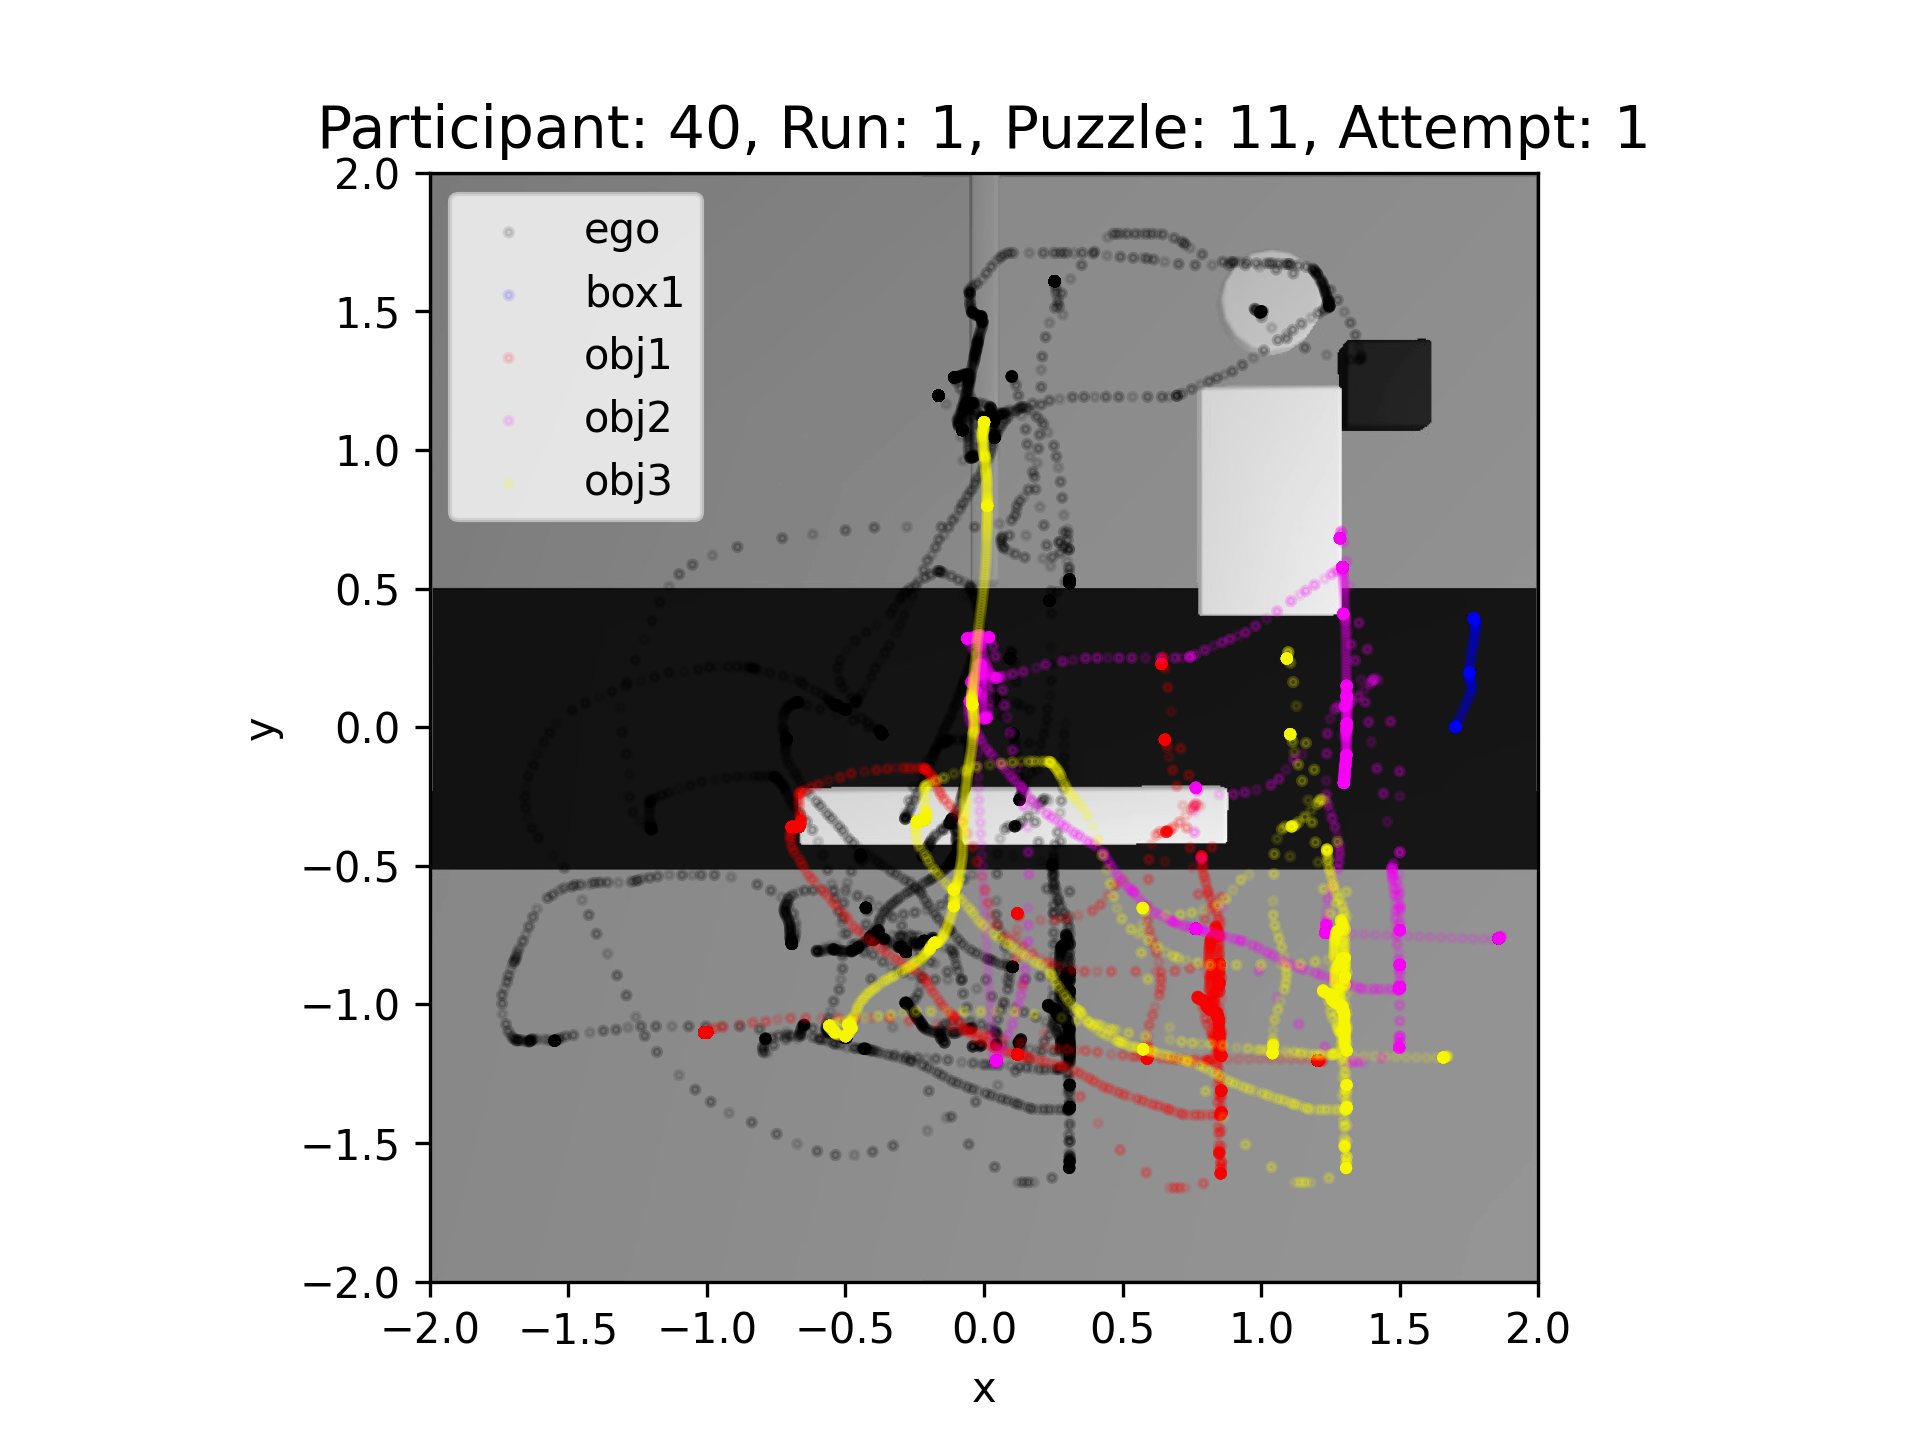 Participant: 40, Run: 1, Puzzle: 11, Attempt: 1
2.0
1.5
1.0
0.5
0.0
−0.5
−1.0
−1.5
−2.0
y
ego
box1
obj1
obj2
obj3
−2.0 −1.5 −1.0 −0.5 0.0 0.5 1.0 1.5 2.0
x